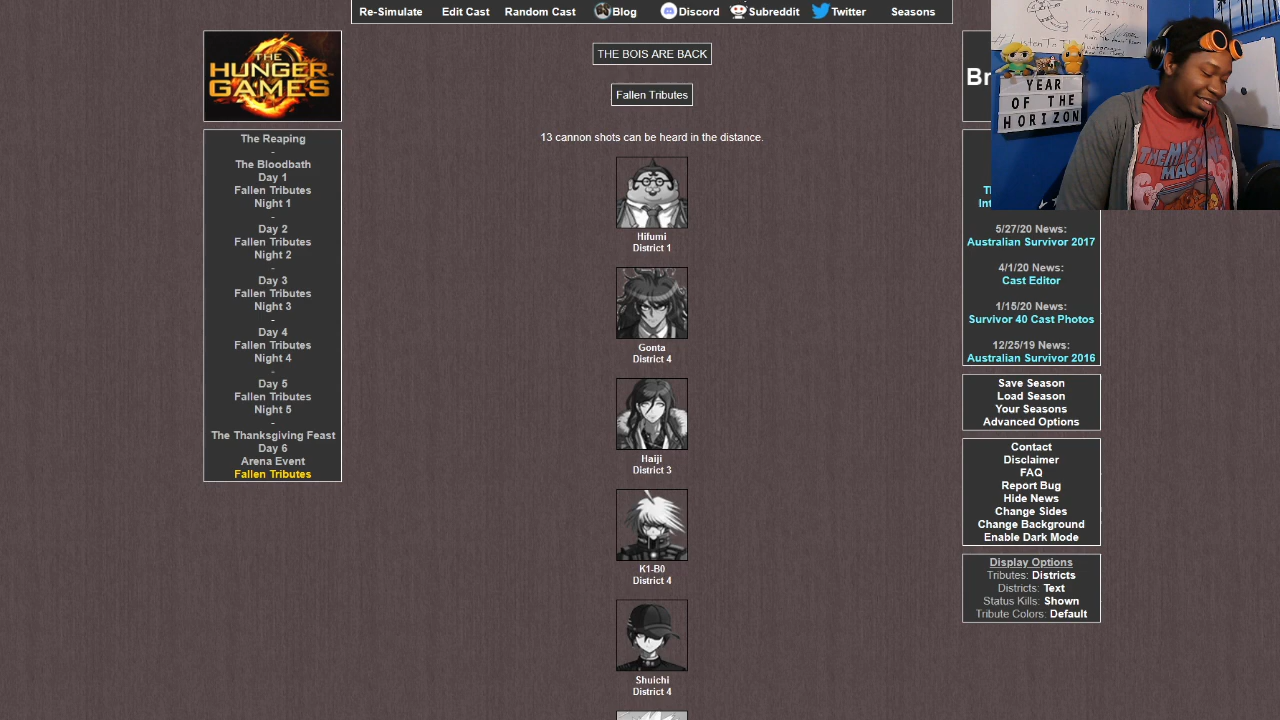 Re-Simulate
Edit Cast
Random Cast
Blog
Discord
Subreddit
Twitter
Seasons
THE HUNGER GAMES
THE BOIS ARE BACK
Fallen Tributes
13 cannon shots can be heard in the distance.
Hifumi
District 1
Gonta
District 4
Haiji
District 3
K1-B0
District 4
Shuichi
District 4
The Reaping
-
The Bloodbath
Day 1
Fallen Tributes
Night 1
-
Day 2
Fallen Tributes
Night 2
-
Day 3
Fallen Tributes
Night 3
-
Day 4
Fallen Tributes
Night 4
-
Day 5
Fallen Tributes
Night 5
-
The Thanksgiving Feast
Day 6
Arena Event
Fallen Tributes
Br
YEAR
OF THE
HORIZON
5/27/20 News:
Australian Survivor 2017
4/1/20 News:
Cast Editor
1/15/20 News:
Survivor 40 Cast Photos
12/25/19 News:
Australian Survivor 2016
Save Season
Load Season
Your Seasons
Advanced Options
Contact
Disclaimer
FAQ
Report Bug
Hide News
Change Sides
Change Background
Enable Dark Mode
Display Options
Tributes: Districts
Districts: Text
Status Kills: Shown
Tribute Colors: Default